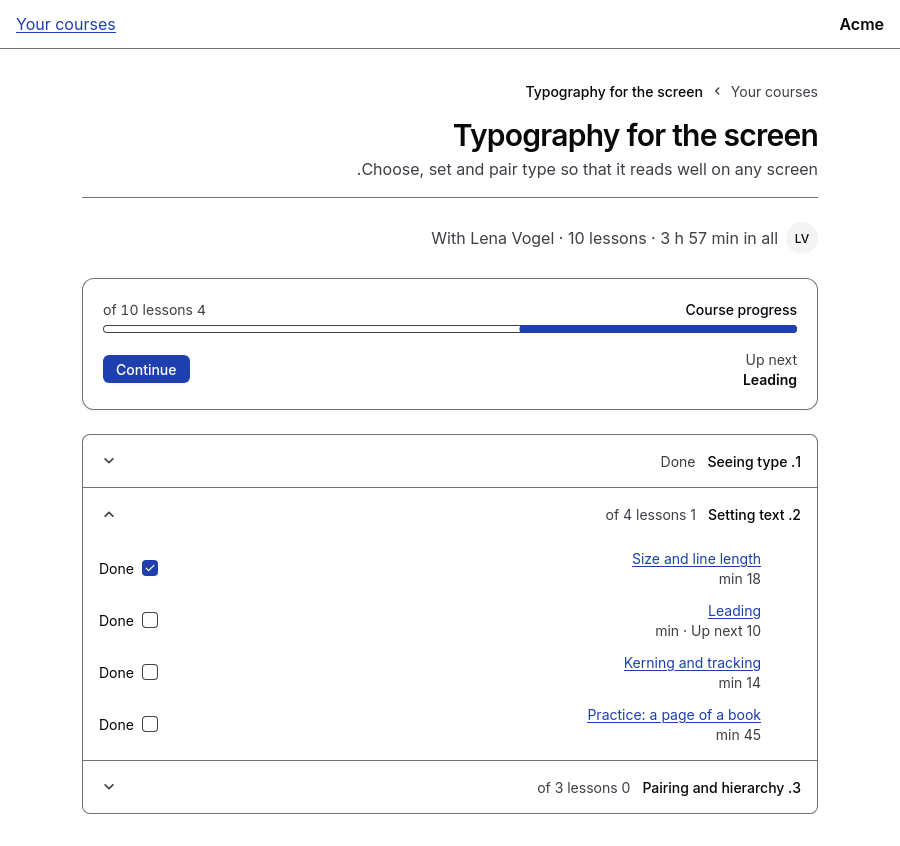 Your courses Acme
Typography for the screen ‹ Your courses
Typography for the screen
.Choose, set and pair type so that it reads well on any screen
With Lena Vogel · 10 lessons · 3 h 57 min in all LV
of 10 lessons 4 Course progress
Up next
Continue
Leading
Done Seeing type .1
of 4 lessons 1 Setting text .2
Size and line length
Done
min 18
Leading
Done
min · Up next 10
Kerning and tracking
Done
min 14
Practice: a page of a book
Done
min 45
of 3 lessons 0 Pairing and hierarchy .3